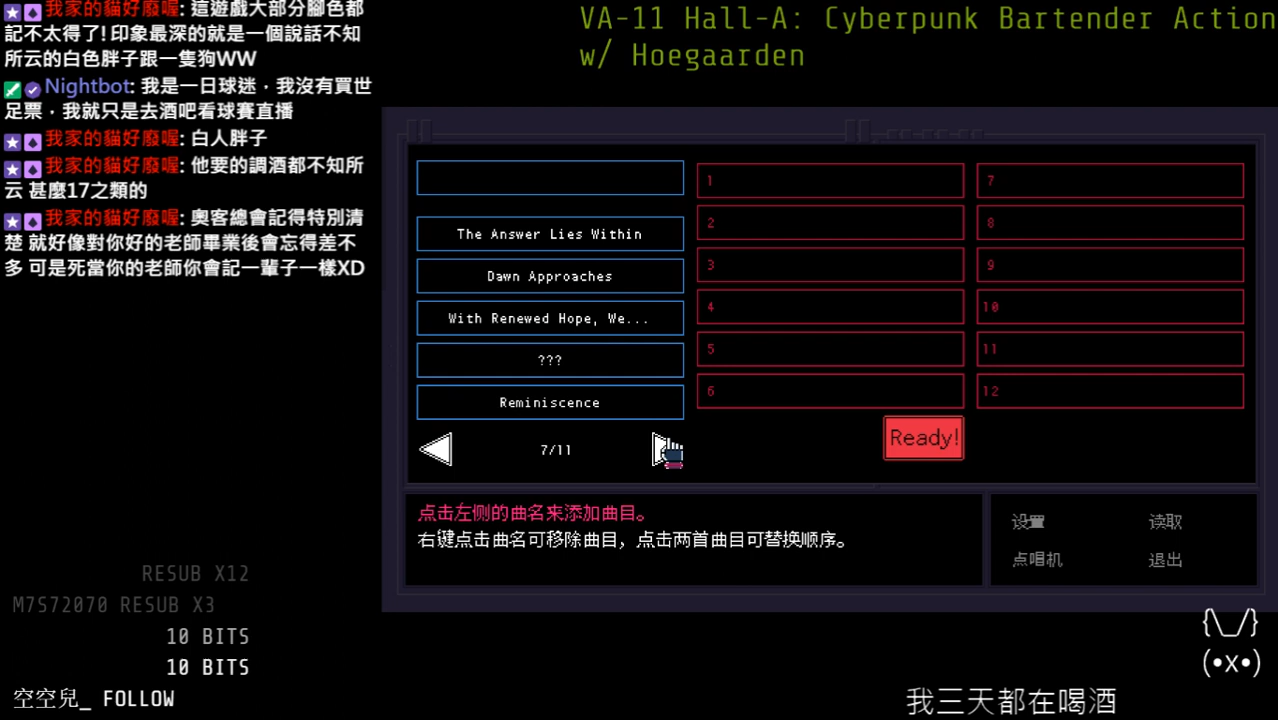 我家的貓好廢喔: 這遊戲大部分腳色都
記不太得了! 印象最深的就是一個說話不知
所云的白色胖子跟一隻狗WW
Nightbot: 我是一日球迷，我沒有買世
足票，我就只是去酒吧看球賽直播
我家的貓好廢喔: 白人胖子
我家的貓好廢喔: 他要的調酒都不知所
云 甚麼17之類的
我家的貓好廢喔: 奧客總會記得特別清
楚 就好像對你好的老師畢業後會忘得差不
多 可是死當你的老師你會記一輩子一樣XD
VA-11 Hall-A: Cyberpunk Bartender Action
w/ Hoegaarden
The Answer Lies Within
Dawn Approaches
With Renewed Hope, We...
???
Reminiscence
7/11
1
2
3
4
5
6
7
8
9
10
11
12
Ready!
点击左侧的曲名来添加曲目。
右键点击曲名可移除曲目，点击两首曲目可替换顺序。
设置
读取
点唱机
退出
RESUB X12
M7S72070 RESUB X3
10 BITS
10 BITS
空空兒_ FOLLOW
{\_/}
(•x•)
我三天都在喝酒